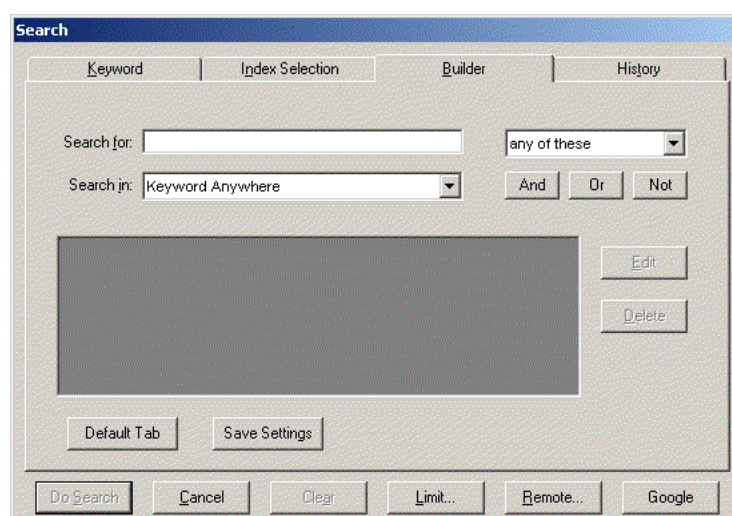 Search
Keyword Index Selection Builder History
Search for: any of these
Search in: Keyword Anywhere And Or Not
Edit
Delete
Default Tab Save Settings
Do Search Cancel Clear Limit... Remote... Google